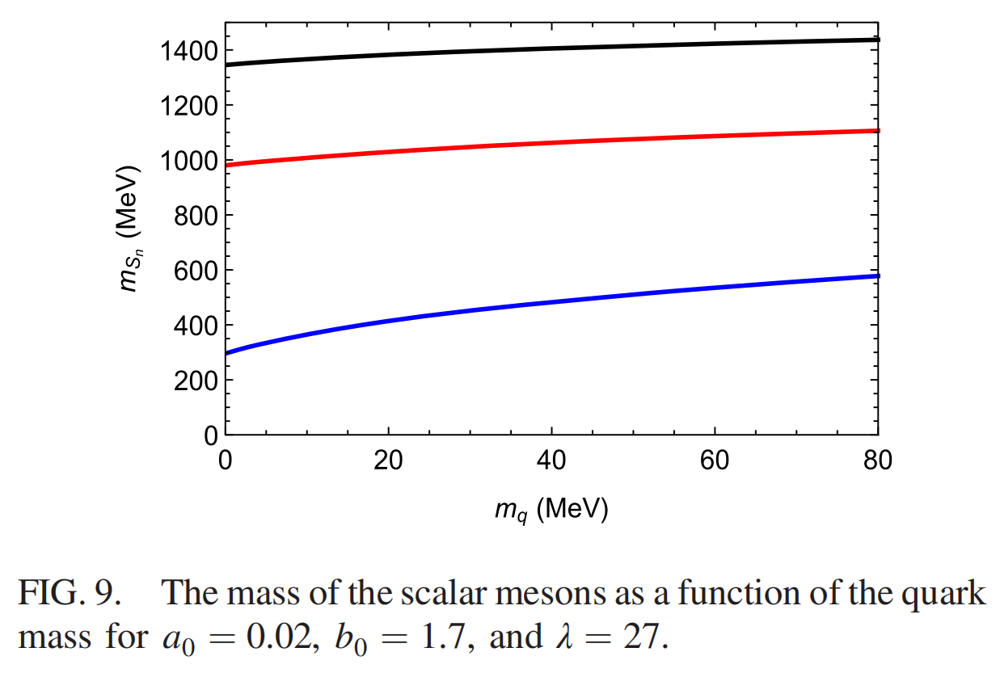 1400
1200
1000
800
600
400
200
0
m_{S_n} (MeV)
0 20 40 60 80
m_q (MeV)
FIG. 9. The mass of the scalar mesons as a function of the quark
mass for a_0 = 0.02, b_0 = 1.7, and λ = 27.